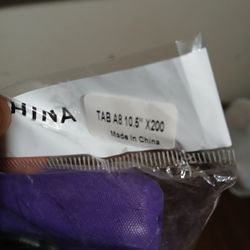 HINA
TAB A8 10.5" X200
Made in China